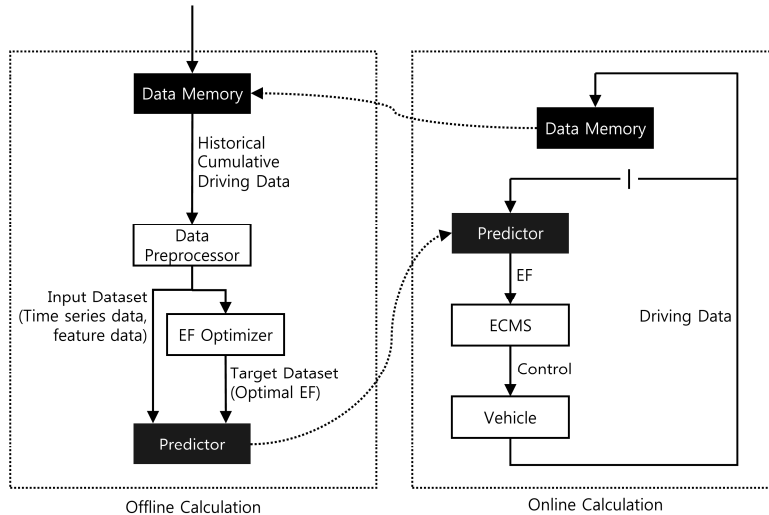 Data Memory
Historical
Cumulative
Driving Data
Data
Preprocessor
Input Dataset
(Time series data,
feature data)
EF Optimizer
Target Dataset
(Optimal EF)
Predictor
Offline Calculation
Data Memory
Predictor
EF
ECMS
Driving Data
Control
Vehicle
Online Calculation